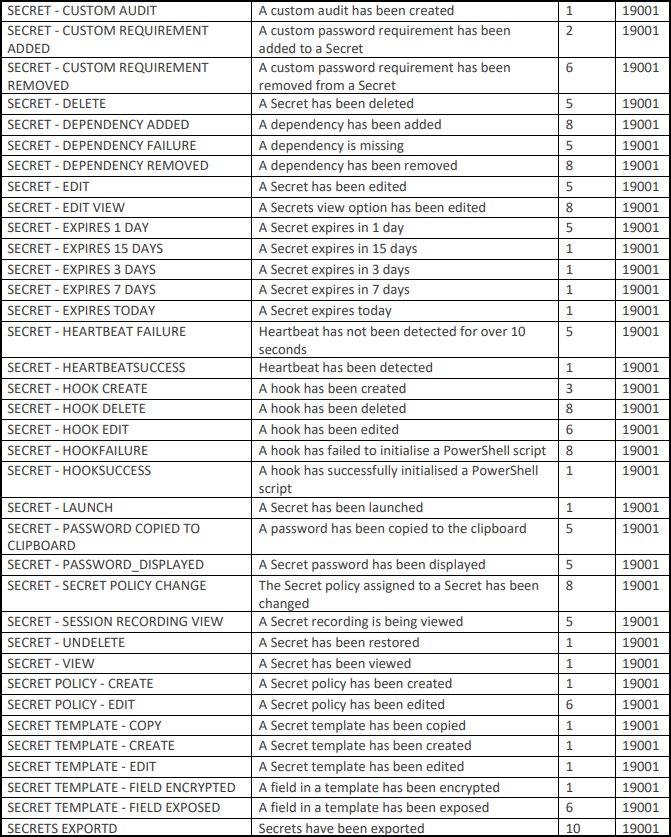 SECRET - CUSTOM AUDIT A custom audit has been created 1 19001
SECRET - CUSTOM REQUIREMENT A custom password requirement has been 2 19001
ADDED added to a Secret
SECRET - CUSTOM REQUIREMENT A custom password requirement has been 6 19001
REMOVED removed from a Secret
SECRET - DELETE A Secret has been deleted 5 19001
SECRET - DEPENDENCY ADDED A dependency has been added 8 19001
SECRET - DEPENDENCY FAILURE A dependency is missing 5 19001
SECRET - DEPENDENCY REMOVED A dependency has been removed 8 19001
SECRET - EDIT A Secret has been edited 5 19001
SECRET - EDIT VIEW A Secrets view option has been edited 8 19001
SECRET - EXPIRES 1 DAY A Secret expires in 1 day 5 19001
SECRET - EXPIRES 15 DAYS A Secret expires in 15 days 1 19001
SECRET - EXPIRES 3 DAYS A Secret expires in 3 days 1 19001
SECRET - EXPIRES 7 DAYS A Secret expires in 7 days 1 19001
SECRET - EXPIRES TODAY A Secret expires today 1 19001
SECRET - HEARTBEAT FAILURE Heartbeat has not been detected for over 10 5 19001
seconds
SECRET - HEARTBEATSUCCESS Heartbeat has been detected 1 19001
SECRET - HOOK CREATE A hook has been created 3 19001
SECRET - HOOK DELETE A hook has been deleted 8 19001
SECRET - HOOK EDIT A hook has been edited 6 19001
SECRET - HOOKFAILURE A hook has failed to initialise a PowerShell script 8 19001
SECRET - HOOKSUCCESS A hook has successfully initialised a PowerShell 1 19001
script
SECRET - LAUNCH A Secret has been launched 1 19001
SECRET - PASSWORD COPIED TO A password has been copied to the clipboard 5 19001
CLIPBOARD
SECRET - PASSWORD_DISPLAYED A Secret password has been displayed 5 19001
SECRET - SECRET POLICY CHANGE The Secret policy assigned to a Secret has been 8 19001
changed
SECRET - SESSION RECORDING VIEW A Secret recording is being viewed 5 19001
SECRET - UNDELETE A Secret has been restored 1 19001
SECRET - VIEW A Secret has been viewed 1 19001
SECRET POLICY - CREATE A Secret policy has been created 1 19001
SECRET POLICY - EDIT A Secret policy has been edited 6 19001
SECRET TEMPLATE - COPY A Secret template has been copied 1 19001
SECRET TEMPLATE - CREATE A Secret template has been created 1 19001
SECRET TEMPLATE - EDIT A Secret template has been edited 1 19001
SECRET TEMPLATE - FIELD ENCRYPTED A field in a template has been encrypted 1 19001
SECRET TEMPLATE - FIELD EXPOSED A field in a template has been exposed 6 19001
SECRETS EXPORTD Secrets have been exported 10 19001